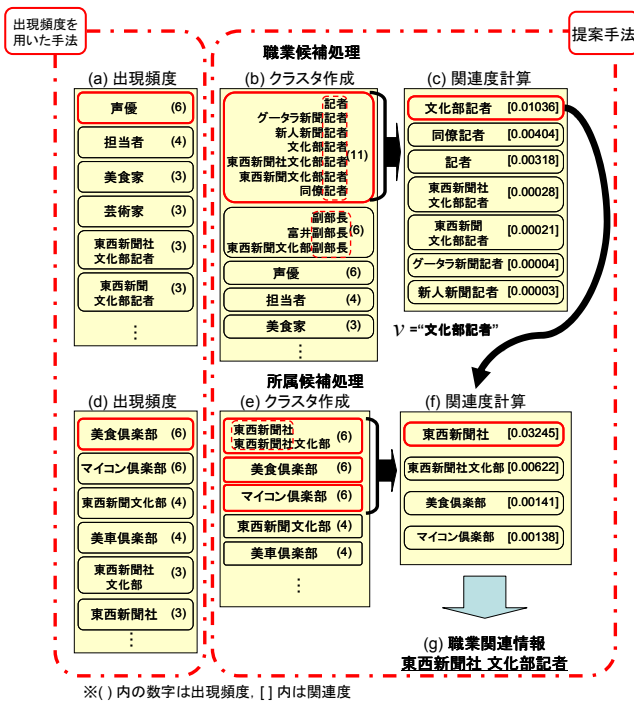 出現頻度を
用いた手法
提案手法
職業候補処理
(a) 出現頻度
声優 (6)
担当者 (4)
美食家 (3)
芸術家 (3)
東西新聞社
文化部記者 (3)
東西新聞
文化部記者 (3)
⋮
(b) クラスタ作成
記者
グータラ新聞記者
新人新聞記者
文化部記者
東西新聞社文化部記者
東西新聞文化部記者
同僚記者
(11)
副部長
富井副部長
東西新聞文化部副部長
(6)
声優 (6)
担当者 (4)
美食家 (3)
⋮
(c) 関連度計算
文化部記者 [0.01036]
同僚記者 [0.00404]
記者 [0.00318]
東西新聞社
文化部記者 [0.00028]
東西新聞
文化部記者 [0.00021]
グータラ新聞記者 [0.00004]
新人新聞記者 [0.00003]
v ="文化部記者"
所属候補処理
(d) 出現頻度
美食倶楽部 (6)
マイコン倶楽部 (6)
東西新聞文化部 (4)
美車倶楽部 (4)
東西新聞社
文化部 (3)
東西新聞社 (3)
⋮
(e) クラスタ作成
東西新聞社
東西新聞社文化部
(6)
美食倶楽部 (6)
マイコン倶楽部 (6)
東西新聞文化部 (4)
美車倶楽部 (4)
⋮
(f) 関連度計算
東西新聞社 [0.03245]
東西新聞社文化部 [0.00622]
美食倶楽部 [0.00141]
マイコン倶楽部 [0.00138]
(g) 職業関連情報
東西新聞社 文化部記者
※( ) 内の数字は出現頻度, [ ] 内は関連度